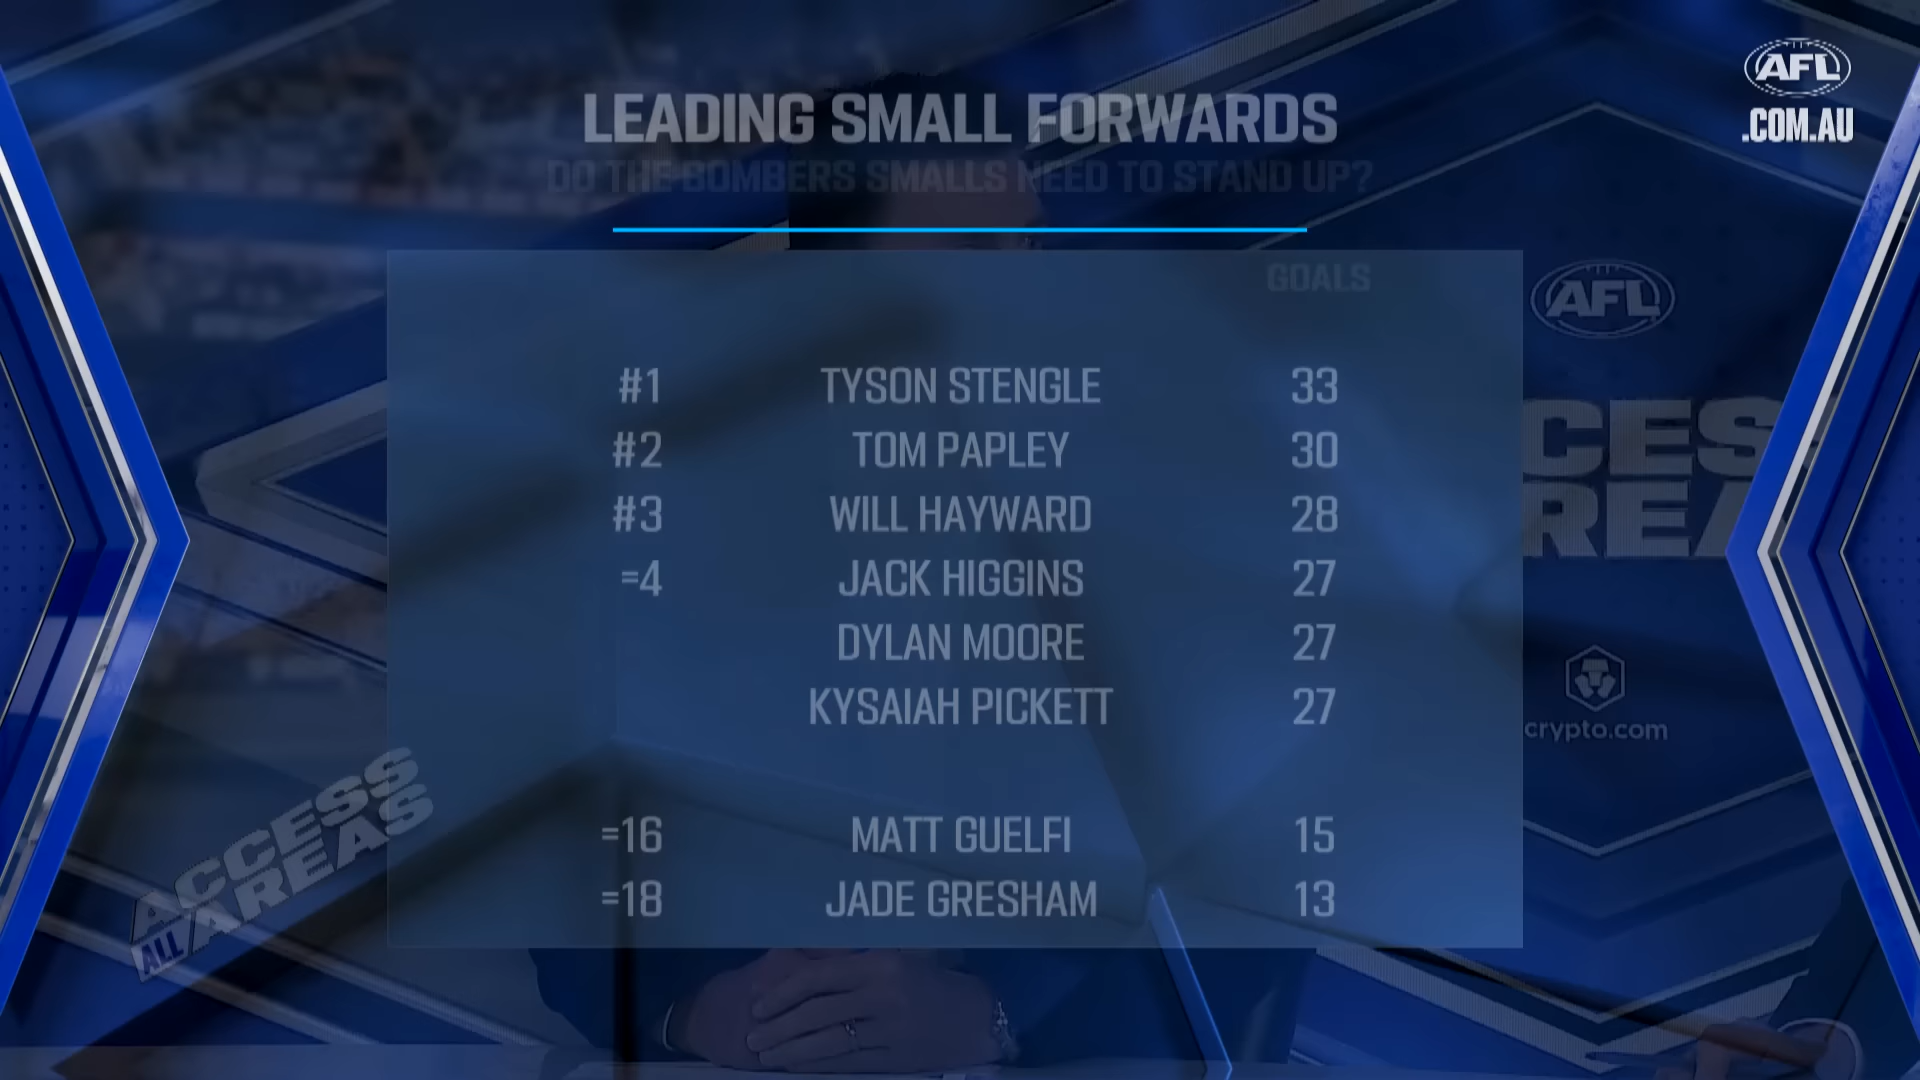 AFL
.COM.AU
LEADING SMALL FORWARDS
DO THE BOMBERS SMALLS NEED TO STAND UP?
GOALS
#1 TYSON STENGLE 33
#2 TOM PAPLEY 30
#3 WILL HAYWARD 28
=4 JACK HIGGINS 27
DYLAN MOORE 27
KYSAIAH PICKETT 27
=16 MATT GUELFI 15
=18 JADE GRESHAM 13
AFL
crypto.com
ACCESS
ALL AREAS